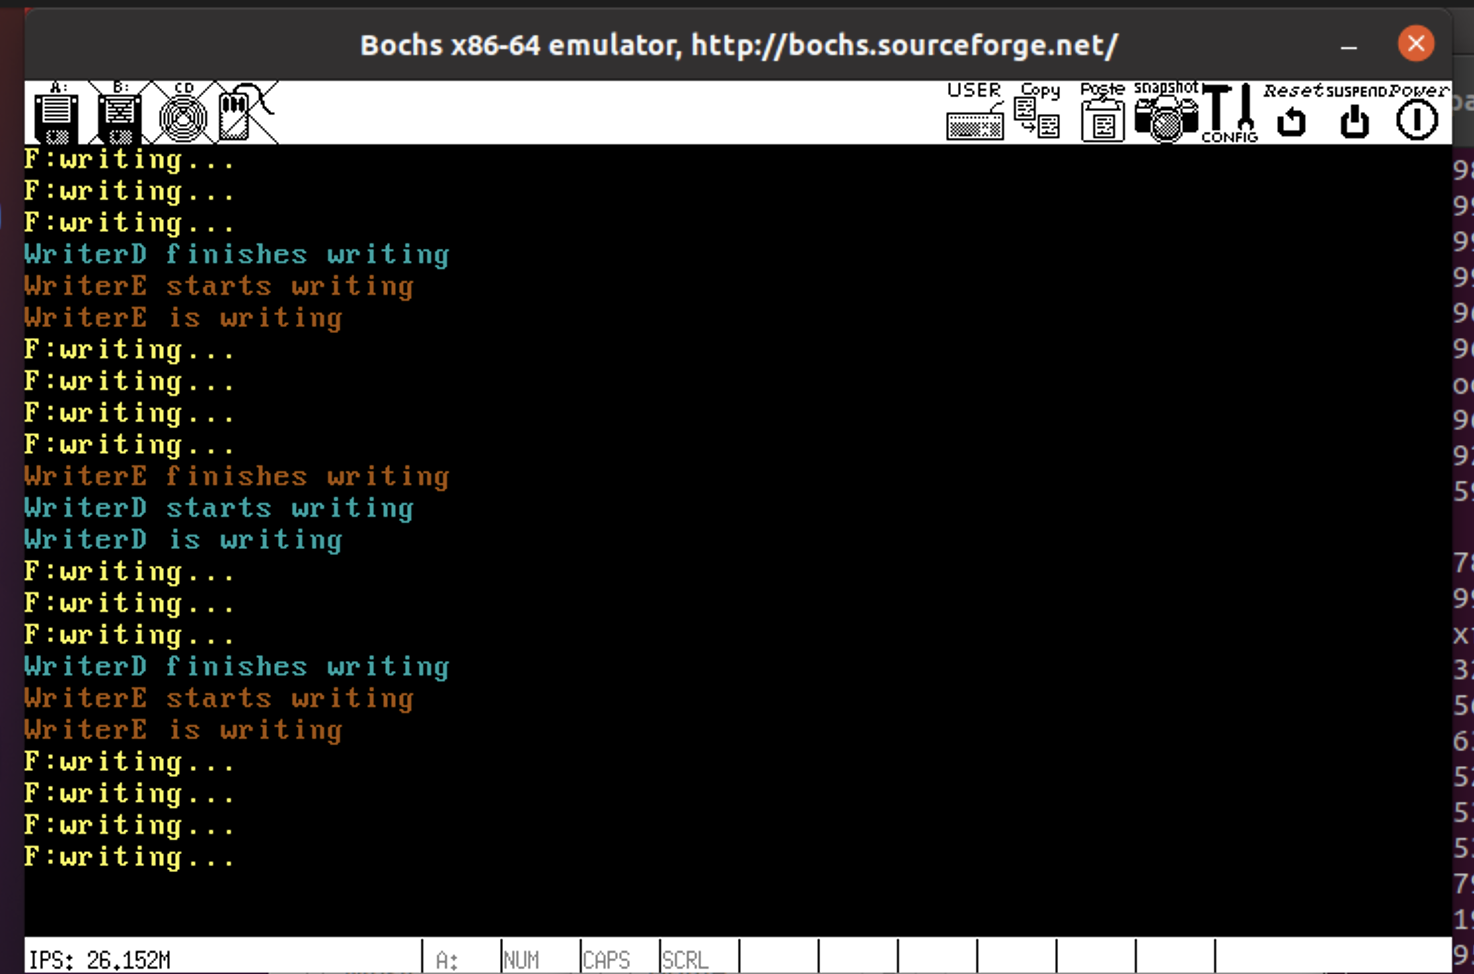 Bochs x86-64 emulator, http://bochs.sourceforge.net/
A: B: CD USER Copy Paste snapshot CONFIG Reset SUSPEND Power
F:writing...
F:writing...
F:writing...
WriterD finishes writing
WriterE starts writing
WriterE is writing
F:writing...
F:writing...
F:writing...
F:writing...
WriterE finishes writing
WriterD starts writing
WriterD is writing
F:writing...
F:writing...
F:writing...
WriterD finishes writing
WriterE starts writing
WriterE is writing
F:writing...
F:writing...
F:writing...
F:writing...
IPS: 26.152M A: NUM CAPS SCRL